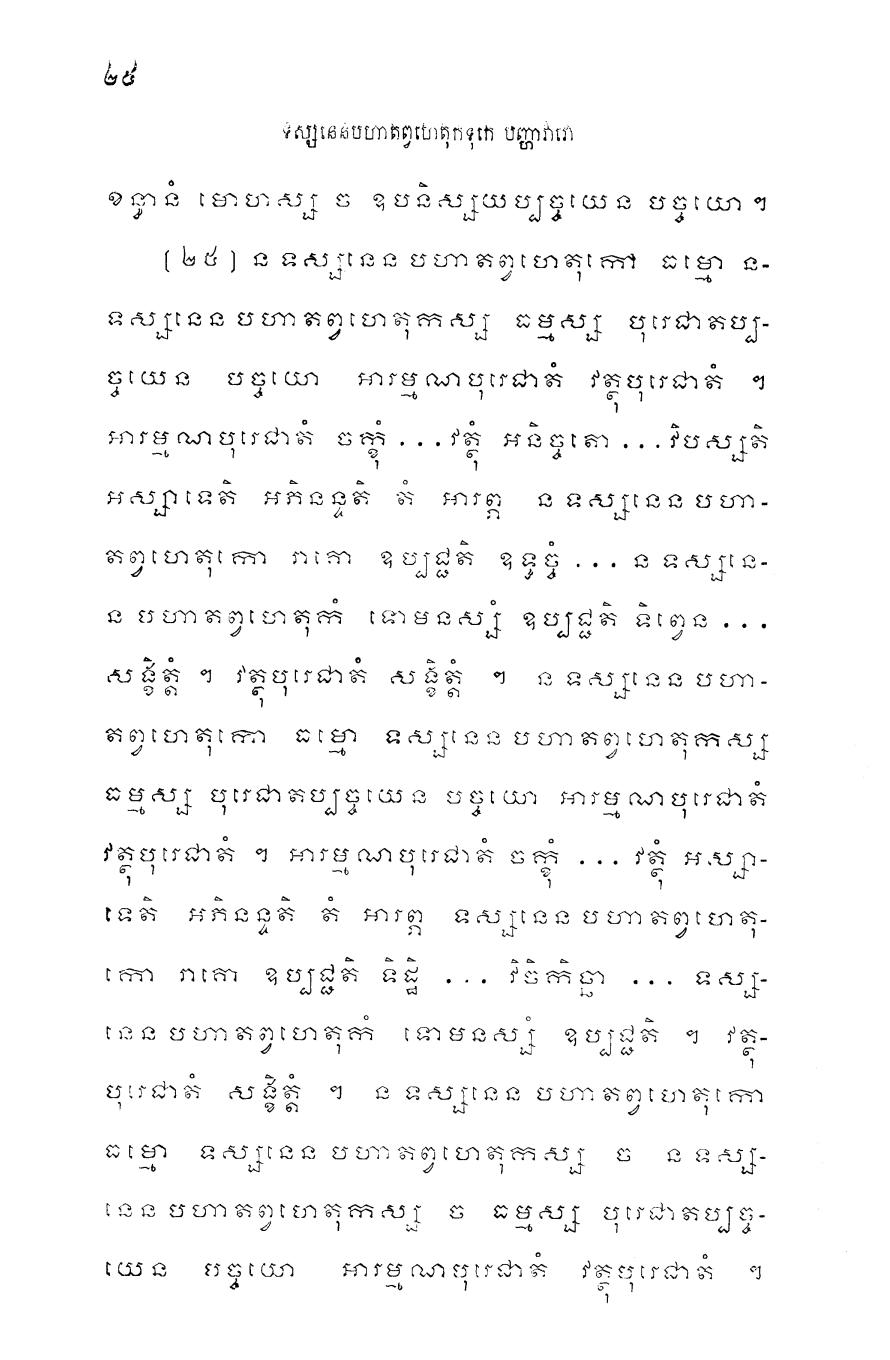 ២៥
ទស្សនេនបហាតព្វហេតុកទុកេ បញ្ហាវារោ
ខន្ធានំ មោហស្ស ច ឧបនិស្សយប្បច្ចយេន បច្ចយោ ។
[២៥] ន ទស្សនេន បហាតព្វហេតុកោ ធម្មោ ន-
ទស្សនេន បហាតព្វហេតុកស្ស ធម្មស្ស បុរេជាតប្ប-
ច្ចយេន បច្ចយោ អារម្មណបុរេជាតំ វត្ថុបុរេជាតំ ។
អារម្មណបុរេជាតំ ចក្ខុំ ...វត្ថុំ អនិច្ចតោ ...វិបស្សតិ
អស្សាទេតិ អភិនន្ទតិ តំ អារព្ភ ន ទស្សនេន បហា-
តព្វហេតុកោ រាគោ ឧប្បជ្ជតិ ឧទ្ធច្ចំ ... ន ទស្សនេ-
ន បហាតព្វហេតុកំ ទោមនស្សំ ឧប្បជ្ជតិ ទិព្វេន ...
សង្ខិត្តំ ។ វត្ថុបុរេជាតំ សង្ខិត្តំ ។ ន ទស្សនេន បហា-
តព្វហេតុកោ ធម្មោ ទស្សនេន បហាតព្វហេតុកស្ស
ធម្មស្ស បុរេជាតប្បច្ចយេន បច្ចយោ អារម្មណបុរេជាតំ
វត្ថុបុរេជាតំ ។ អារម្មណបុរេជាតំ ចក្ខុំ ... វត្ថុំ អស្សា-
ទេតិ អភិនន្ទតិ តំ អារព្ភ ទស្សនេន បហាតព្វហេតុ-
កោ រាគោ ឧប្បជ្ជតិ ទិដ្ឋិ ... វិចិកិច្ឆា ... ទស្ស-
នេន បហាតព្វហេតុកំ ទោមនស្សំ ឧប្បជ្ជតិ ។ វត្ថុ-
បុរេជាតំ សង្ខិត្តំ ។ ន ទស្សនេន បហាតព្វហេតុកោ
ធម្មោ ទស្សនេន បហាតព្វហេតុកស្ស ច ន ទស្ស-
នេន បហាតព្វហេតុកស្ស ច ធម្មស្ស បុរេជាតប្បច្ច-
យេន បច្ចយោ អារម្មណបុរេជាតំ វត្ថុបុរេជាតំ ។